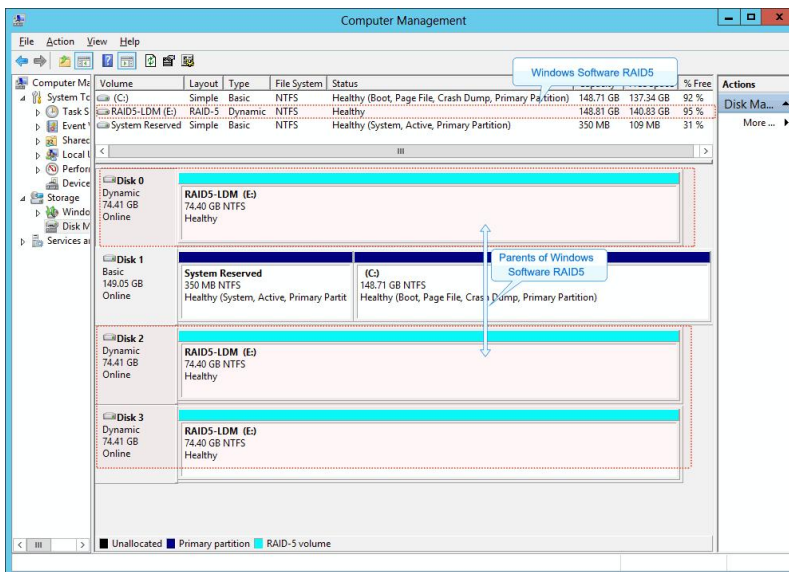 Computer Management
File Action View Help
Computer Ma
System To
Task S
Event
Shared
Local
Perfor
Device
Storage
Windo
Disk M
Services a
Windows Software RAID5
Volume Layout Type File System Status % Free
(C:) Simple Basic NTFS Healthy (Boot, Page File, Crash Dump, Primary Partition) 148.71 GB 137.34 GB 92 %
RAID5-LDM (E:) RAID-5 Dynamic NTFS Healthy 148.81 GB 140.83 GB 95 %
System Reserved Simple Basic NTFS Healthy (System, Active, Primary Partition) 350 MB 109 MB 31 %
Disk 0
Dynamic
74.41 GB
Online
RAID5-LDM (E:)
74.40 GB NTFS
Healthy
Parents of Windows
Software RAID5
Disk 1
Basic
149.05 GB
Online
System Reserved
350 MB NTFS
Healthy (System, Active, Primary Partit
(C:)
148.71 GB NTFS
Healthy (Boot, Page File, Crash Dump, Primary Partition)
Disk 2
Dynamic
74.41 GB
Online
RAID5-LDM (E:)
74.40 GB NTFS
Healthy
Disk 3
Dynamic
74.41 GB
Online
RAID5-LDM (E:)
74.40 GB NTFS
Healthy
Unallocated Primary partition RAID-5 volume
Actions
Disk Ma...
More ...